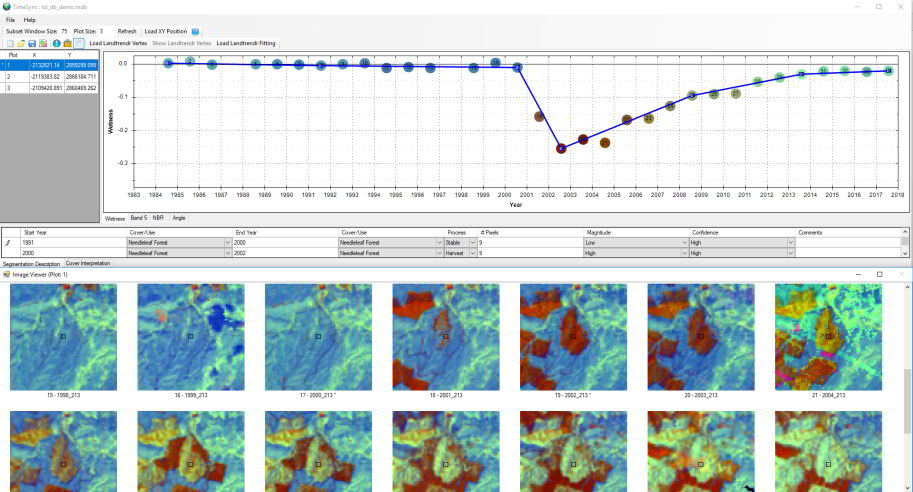 TimeSync : tsl_db_demo.mdb
File Help
Subset Window Size: 75 Plot Size: 3 Refresh Load XY Position
Load Landtrendr Vertex Show Landtrendr Vertex Load Landtrendr Fitting
Plot X Y
1 -2132821.14 2859299.099
2 -2119383.82 2866184.711
3 -2109420.891 2860469.262
0.0
-0.1
-0.2
-0.3
Wetness
1983 1984 1985 1986 1987 1988 1989 1990 1991 1992 1993 1994 1995 1996 1997 1998 1999 2000 2001 2002 2003 2004 2005 2006 2007 2008 2009 2010 2011 2012 2013 2014 2015 2016 2017 2018
Year
Wetness Band 5 NBR Angle
Start Year Cover/Use End Year Cover/Use Process # Pixels Magnitude Confidence Comments
1991 Needleleaf Forest 2000 Needleleaf Forest Stable 9 Low High
2000 Needleleaf Forest 2002 Needleleaf Forest Harvest 9 High High
Segmentation Description Cover Interpretation
Image Viewer (Plot: 1)
15 - 1998_213 16 - 1999_213 17 - 2000_213 * 18 - 2001_213 19 - 2002_213 * 20 - 2003_213 21 - 2004_213